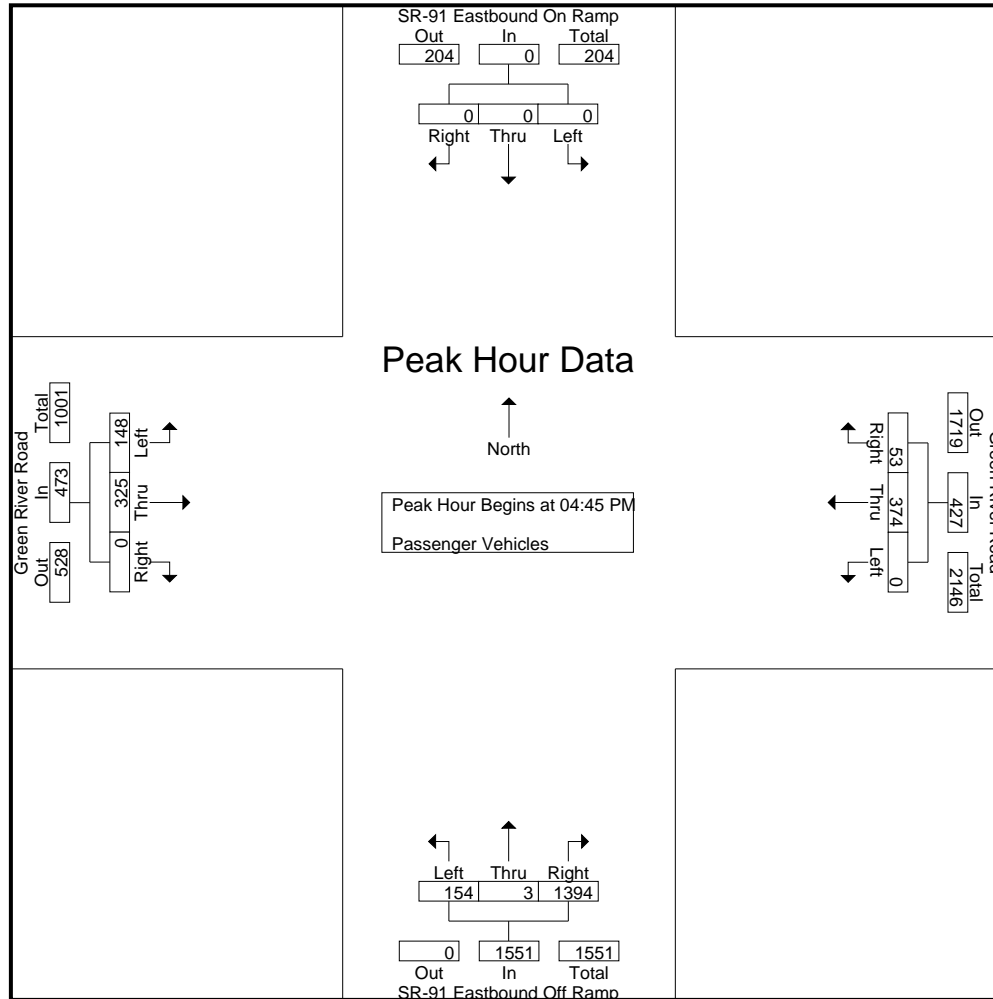 SR-91 Eastbound On Ramp
Out In Total
204 0 204
0 0 0
Right Thru Left
Peak Hour Data
North
Peak Hour Begins at 04:45 PM
Passenger Vehicles
Green River Road
Total In Out
1001 473 528
148 325 0
Left Thru Right
Right Thru Left
53 374 0
1719 427 2146
Out In Total
Green River Road
Left Thru Right
154 3 1394
0 1551 1551
Out In Total
SR-91 Eastbound Off Ramp